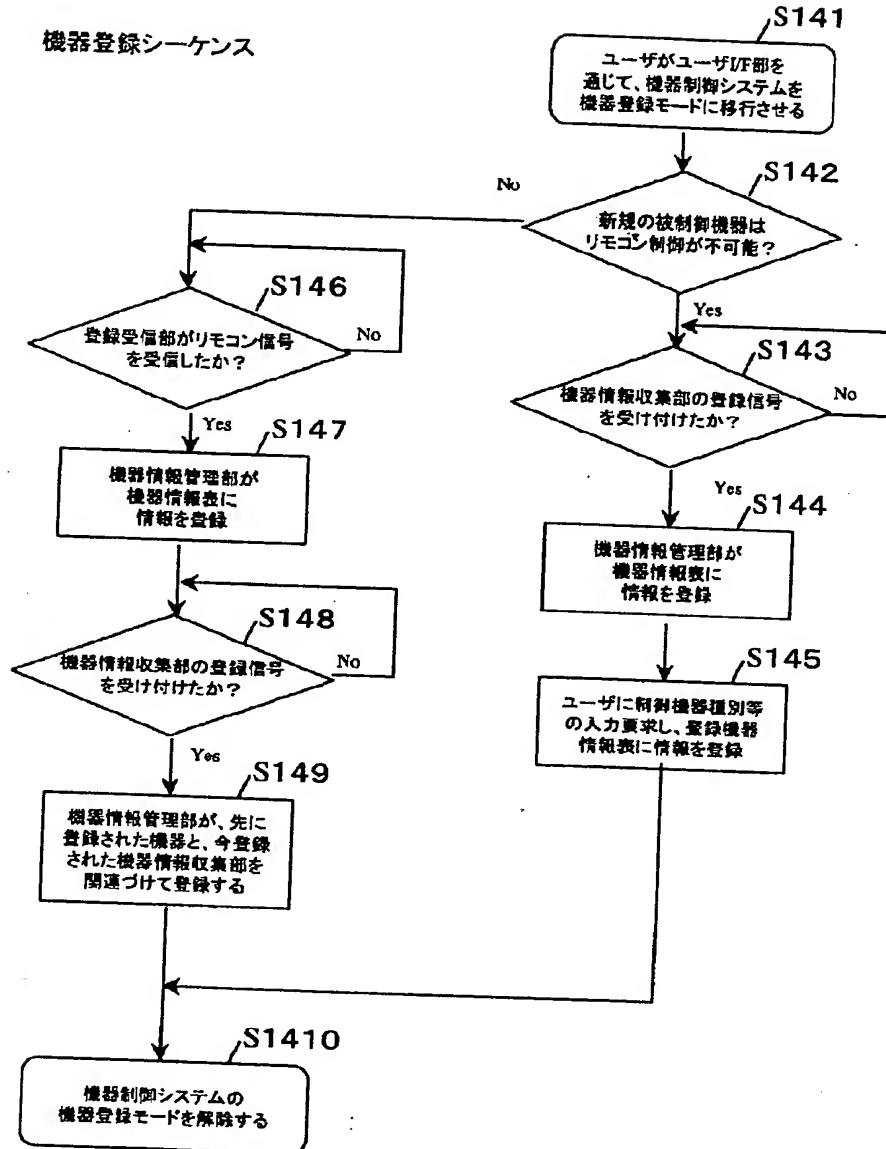 機器登録シーケンス
S141
ユーザがユーザI/F部を
通じて、機器制御システムを
機器登録モードに移行させる
S142
No
新規の被制御機器は
リモコン制御が不可能？
Yes
S146
登録受信部がリモコン信号
を受信したか？
No
Yes
S143
機器情報収集部の登録信号
を受け付けたか？
No
Yes
S147
機器情報管理部が
機器情報表に
情報を登録
S144
機器情報管理部が
機器情報表に
情報を登録
S148
機器情報収集部の登録信号
を受け付けたか？
No
Yes
S145
ユーザに制御機器種別等
の入力要求し、登録機器
情報表に情報を登録
S149
機器情報管理部が、先に
登録された機器と、今登録
された機器情報収集部を
関連づけて登録する
S1410
機器制御システムの
機器登録モードを解除する